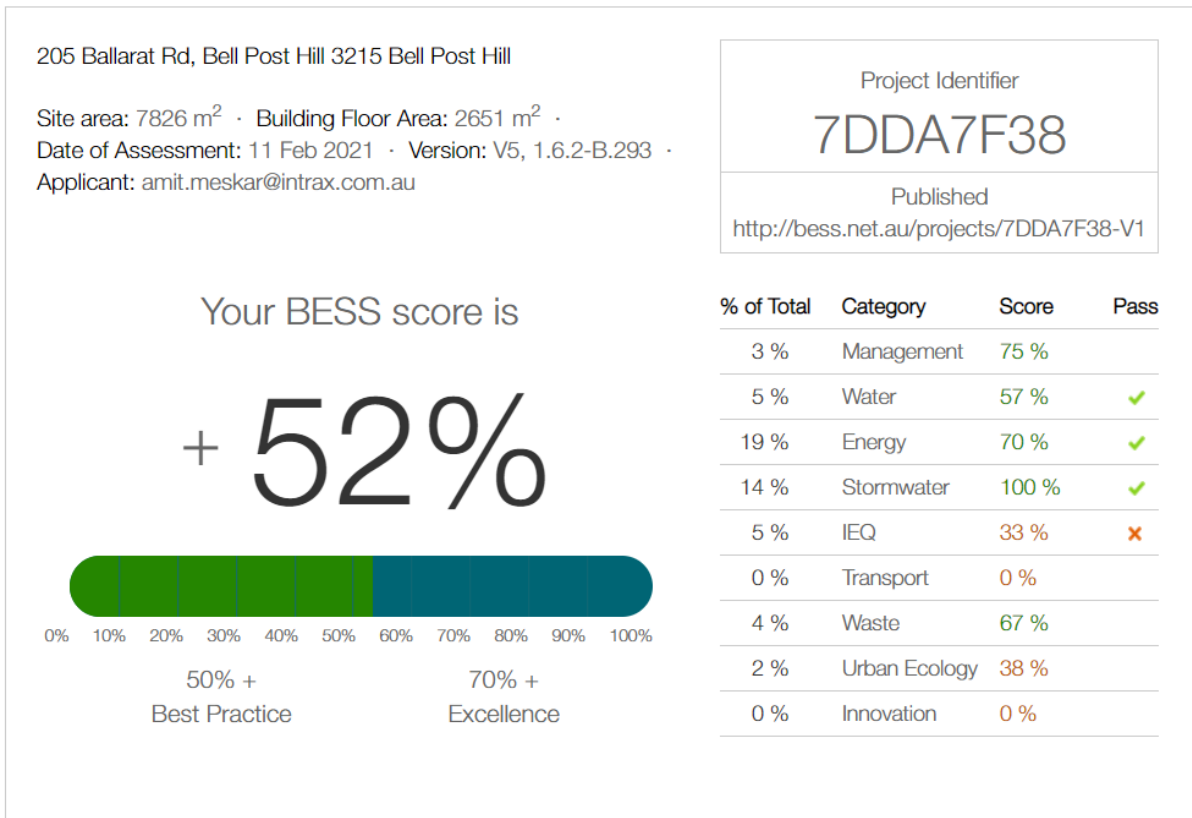 205 Ballarat Rd, Bell Post Hill 3215 Bell Post Hill
Site area: 7826 m² · Building Floor Area: 2651 m² ·
Date of Assessment: 11 Feb 2021 · Version: V5, 1.6.2-B.293 ·
Applicant: amit.meskar@intrax.com.au
Project Identifier
7DDA7F38
Published
http://bess.net.au/projects/7DDA7F38-V1
Your BESS score is
+ 52%
0% 10% 20% 30% 40% 50% 60% 70% 80% 90% 100%
50% + 70% +
Best Practice Excellence
% of Total Category Score Pass
3 % Management 75 %
5 % Water 57 % ✔
19 % Energy 70 % ✔
14 % Stormwater 100 % ✔
5 % IEQ 33 % ✖
0 % Transport 0 %
4 % Waste 67 %
2 % Urban Ecology 38 %
0 % Innovation 0 %